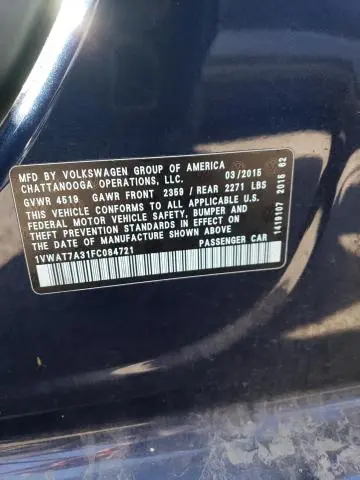 MFD BY VOLKSWAGEN GROUP OF AMERICA
CHATTANOOGA OPERATIONS, LLC. 03/2015
GVWR 4519 GAWR FRONT 2359 / REAR 2271 LBS
THIS VEHICLE CONFORMS TO ALL APPLICABLE U.S.
FEDERAL MOTOR VEHICLE SAFETY, BUMPER AND
THEFT PREVENTION STANDARDS IN EFFECT ON THE
DATE OF MANUFACTURE SHOWN ABOVE
1VWAT7A31FC084721 PASSENGER CAR
1419107 2015 62